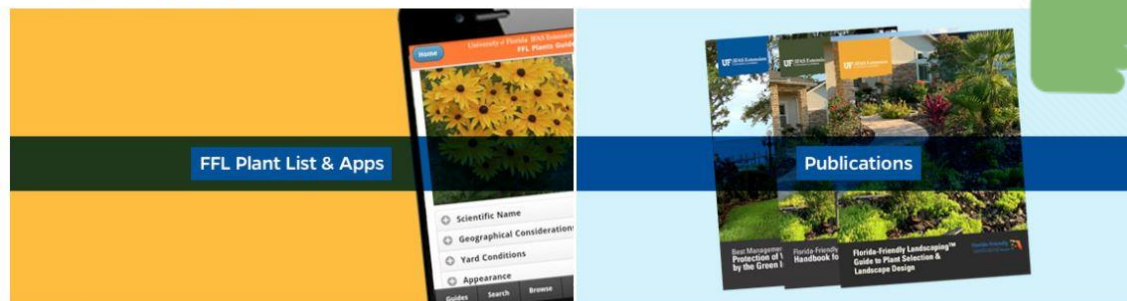 Home
University of Florida IFAS Extension
FFL Plants Guide
FFL Plant List & Apps
Scientific Name
Geographical Considerations
Yard Conditions
Appearance
Guides Search Browse
UF IFAS Extension
UF IFAS Extension
UF IFAS Extension
Publications
Best Management
Protection of
by the Green
Florida-Friendly
Handbook fo
Florida-Friendly Landscaping™
Guide to Plant Selection &
Landscape Design
Florida-Friendly